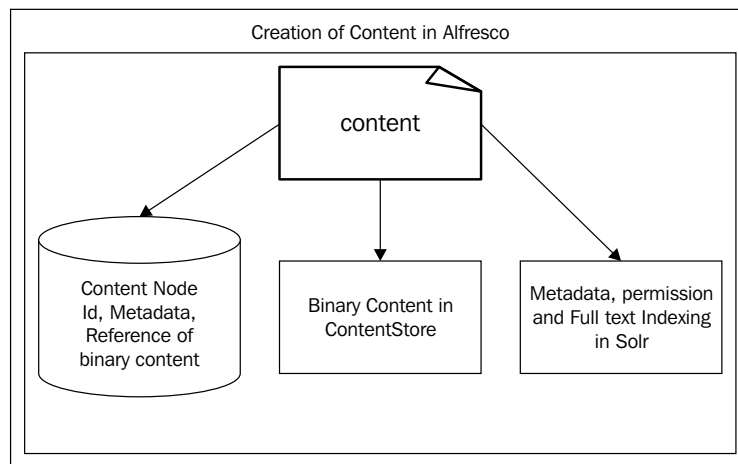 Creation of Content in Alfresco
content
Content Node
Id, Metadata,
Reference of
binary content
Binary Content in
ContentStore
Metadata, permission
and Full text Indexing
in Solr